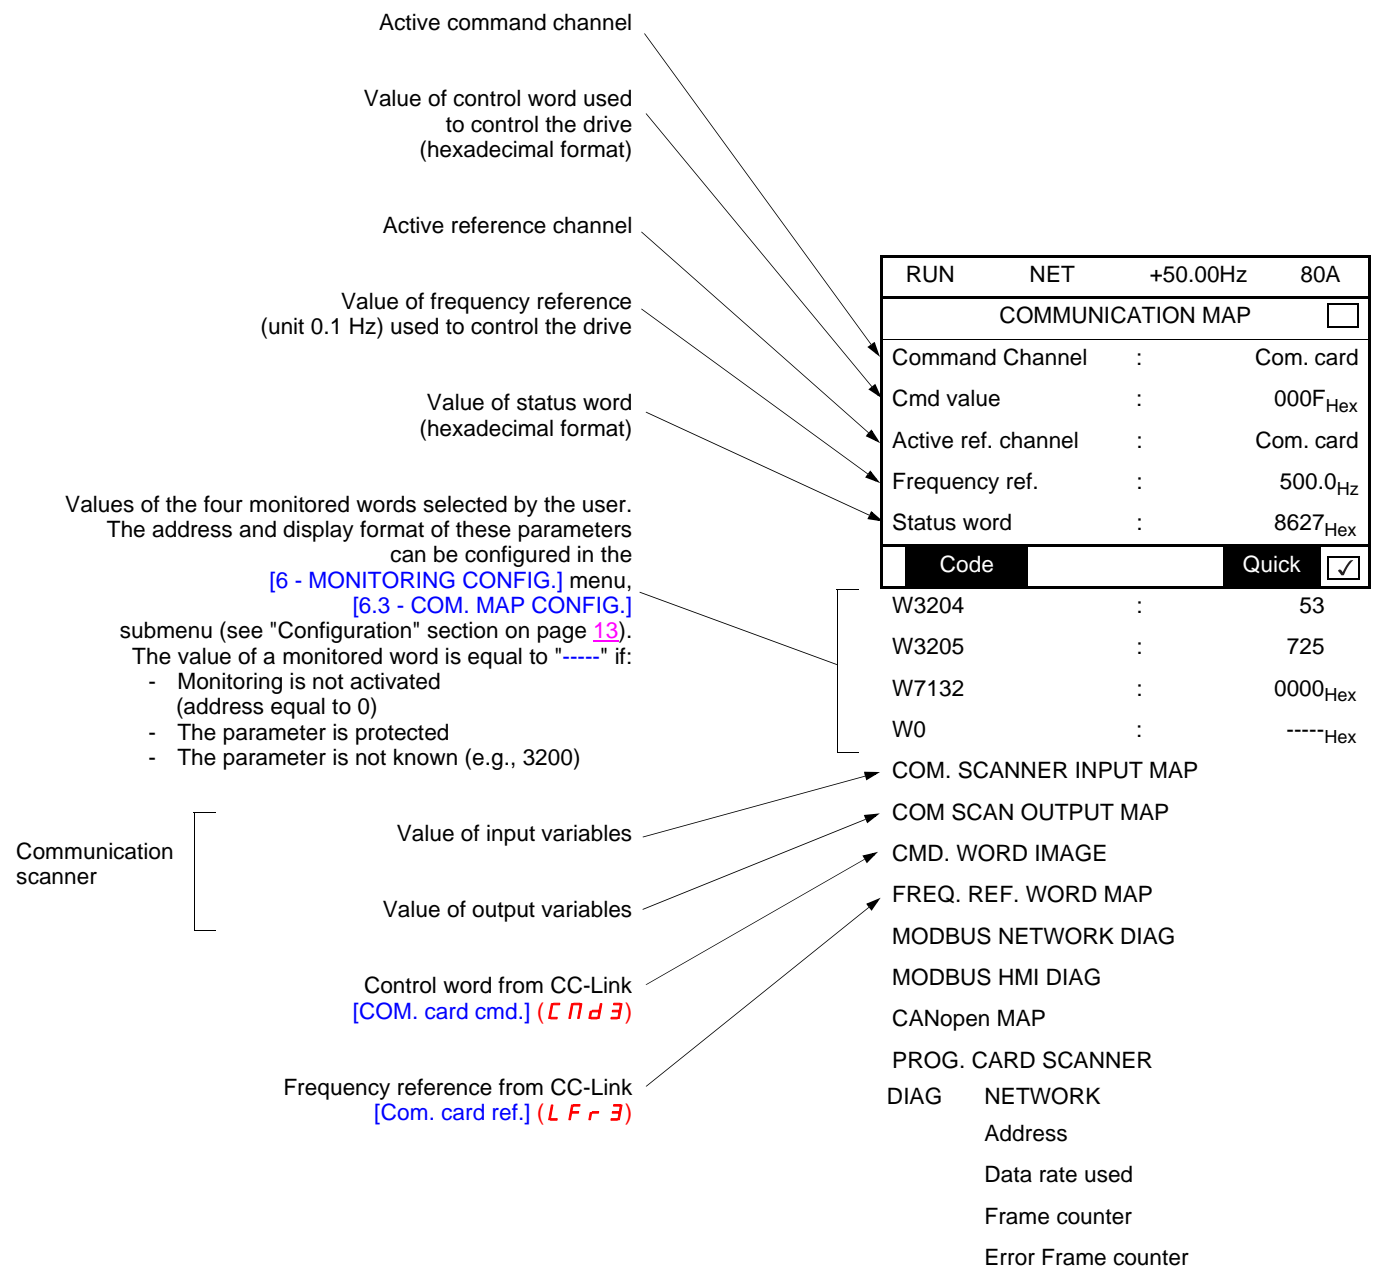 Active command channel
Value of control word used
to control the drive
(hexadecimal format)
Active reference channel
Value of frequency reference
(unit 0.1 Hz) used to control the drive
Value of status word
(hexadecimal format)
Values of the four monitored words selected by the user.
The address and display format of these parameters
can be configured in the
[6 - MONITORING CONFIG.] menu,
[6.3 - COM. MAP CONFIG.]
submenu (see "Configuration" section on page 13).
The value of a monitored word is equal to "-----" if:
- Monitoring is not activated
(address equal to 0)
- The parameter is protected
- The parameter is not known (e.g., 3200)
Communication
scanner
Value of input variables
Value of output variables
Control word from CC-Link
[COM. card cmd.] (CMd3)
Frequency reference from CC-Link
[Com. card ref.] (LFr3)
RUN NET +50.00Hz 80A
COMMUNICATION MAP
Command Channel : Com. card
Cmd value : 000FHex
Active ref. channel : Com. card
Frequency ref. : 500.0Hz
Status word : 8627Hex
Code Quick ✓
W3204 : 53
W3205 : 725
W7132 : 0000Hex
W0 : -----Hex
COM. SCANNER INPUT MAP
COM SCAN OUTPUT MAP
CMD. WORD IMAGE
FREQ. REF. WORD MAP
MODBUS NETWORK DIAG
MODBUS HMI DIAG
CANopen MAP
PROG. CARD SCANNER
DIAG NETWORK
Address
Data rate used
Frame counter
Error Frame counter